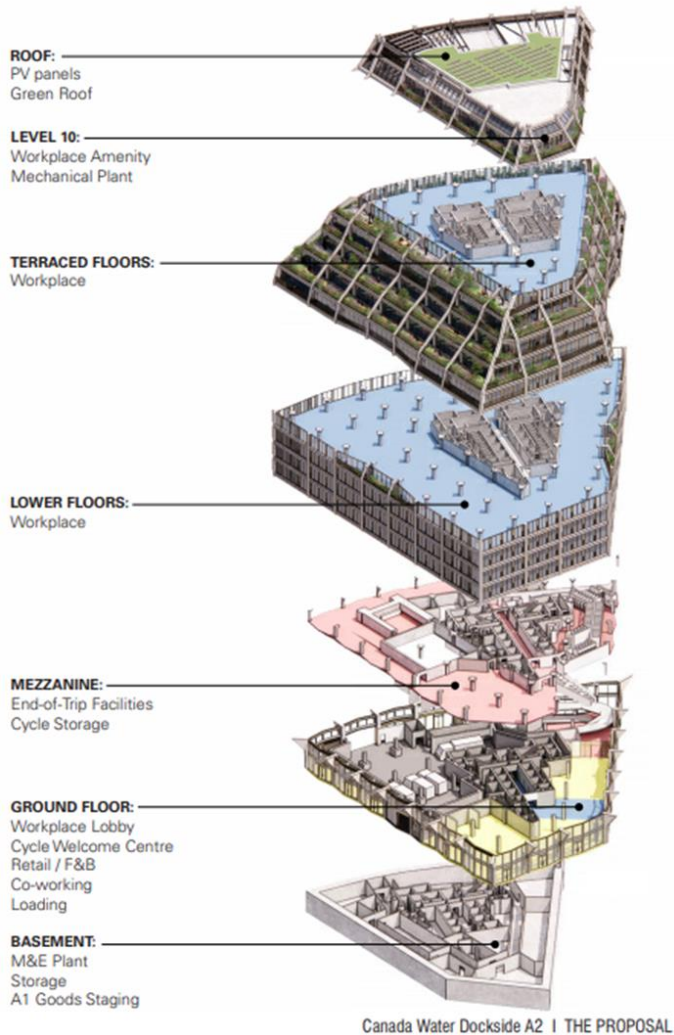 ROOF:
PV panels
Green Roof
LEVEL 10:
Workplace Amenity
Mechanical Plant
TERRACED FLOORS:
Workplace
LOWER FLOORS:
Workplace
MEZZANINE:
End-of-Trip Facilities
Cycle Storage
GROUND FLOOR:
Workplace Lobby
Cycle Welcome Centre
Retail / F&B
Co-working
Loading
BASEMENT:
M&E Plant
Storage
A1 Goods Staging
Canada Water Dockside A2 I THE PROPOSAL